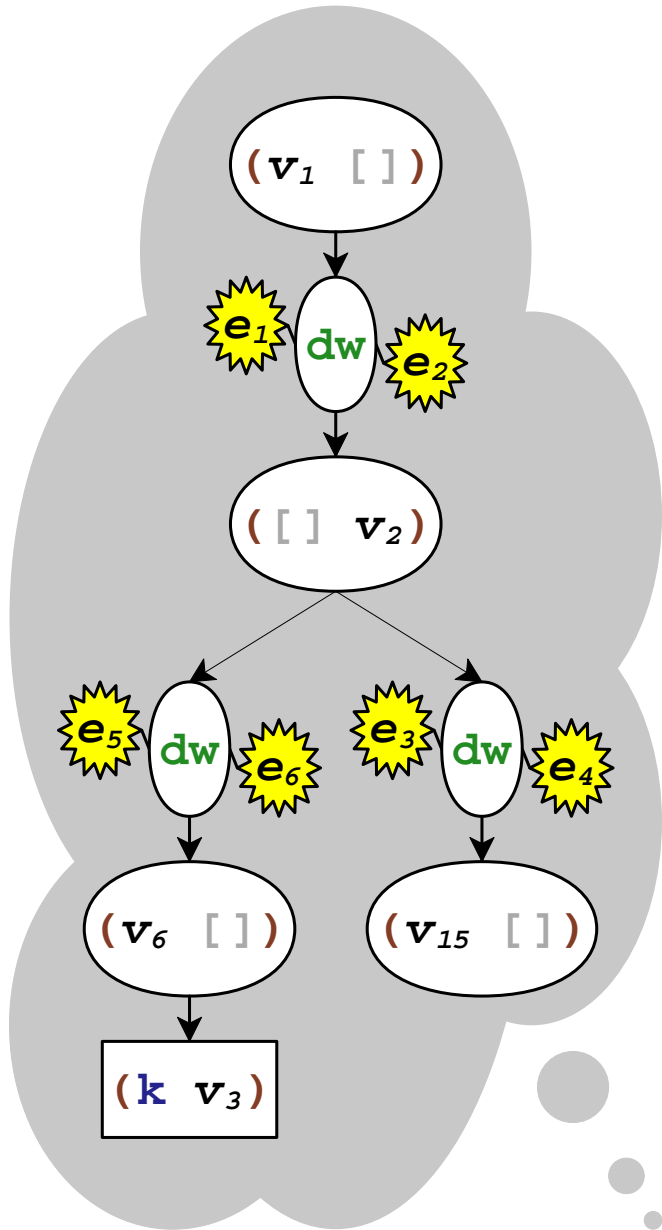 (v₁ [])
e₁ dw e₂
([] v₂)
e₅ dw e₆ e₃ dw e₄
(v₆ []) (v₁₅ [])
(k v₃)